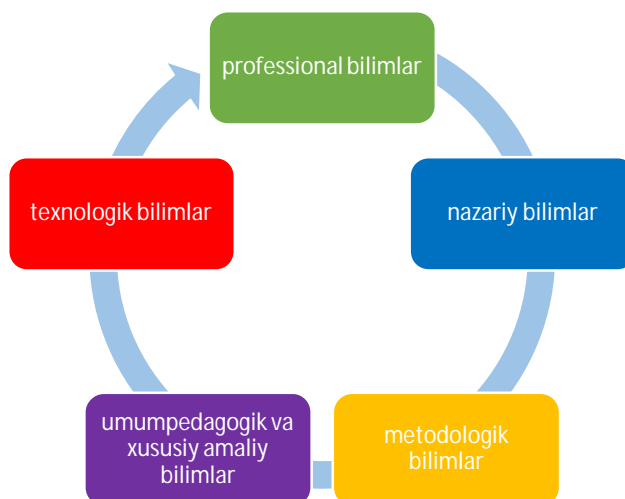 professional bilimlar
nazariy bilimlar
metodologik
bilimlar
umumpedagogik va
xususiy amaliy
bilimlar
texnologik bilimlar